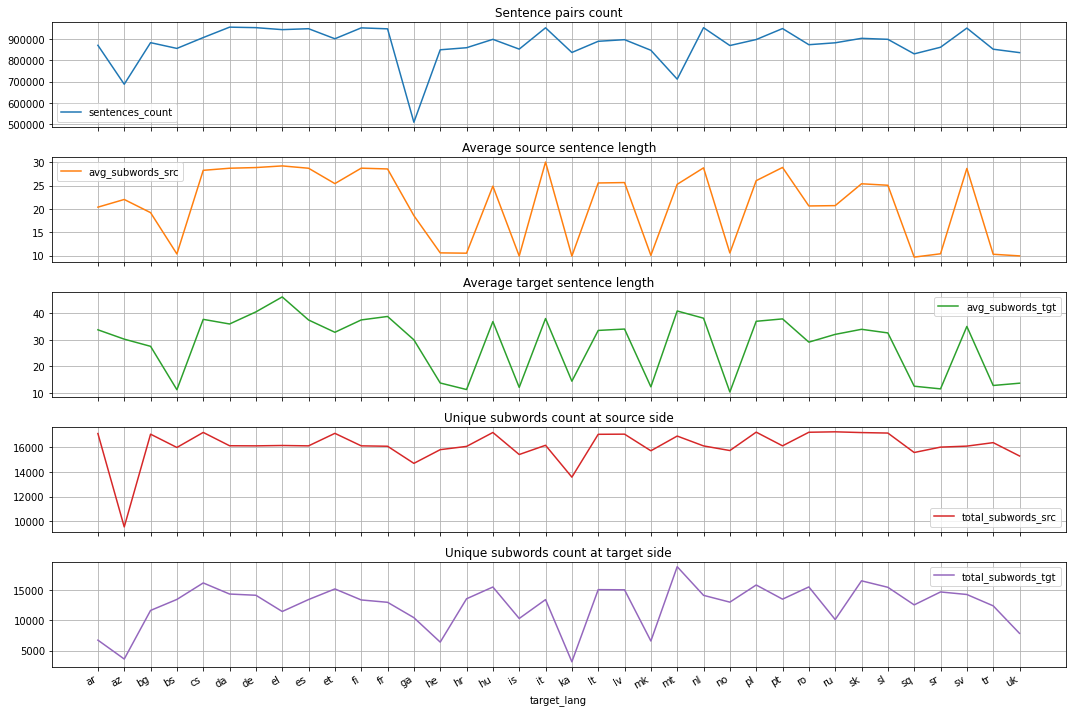 Sentence pairs count
900000
800000
700000
600000
500000
sentences_count
Average source sentence length
30
25
20
15
10
avg_subwords_src
Average target sentence length
40
30
20
10
avg_subwords_tgt
Unique subwords count at source side
16000
14000
12000
10000
total_subwords_src
Unique subwords count at target side
15000
10000
5000
total_subwords_tgt
ar az bg bs cs da de el es et fi fr ga he hr hu is it ka lt lv mk mt nl no pl pt ro ru sk sl sq sr sv tr uk
target_lang